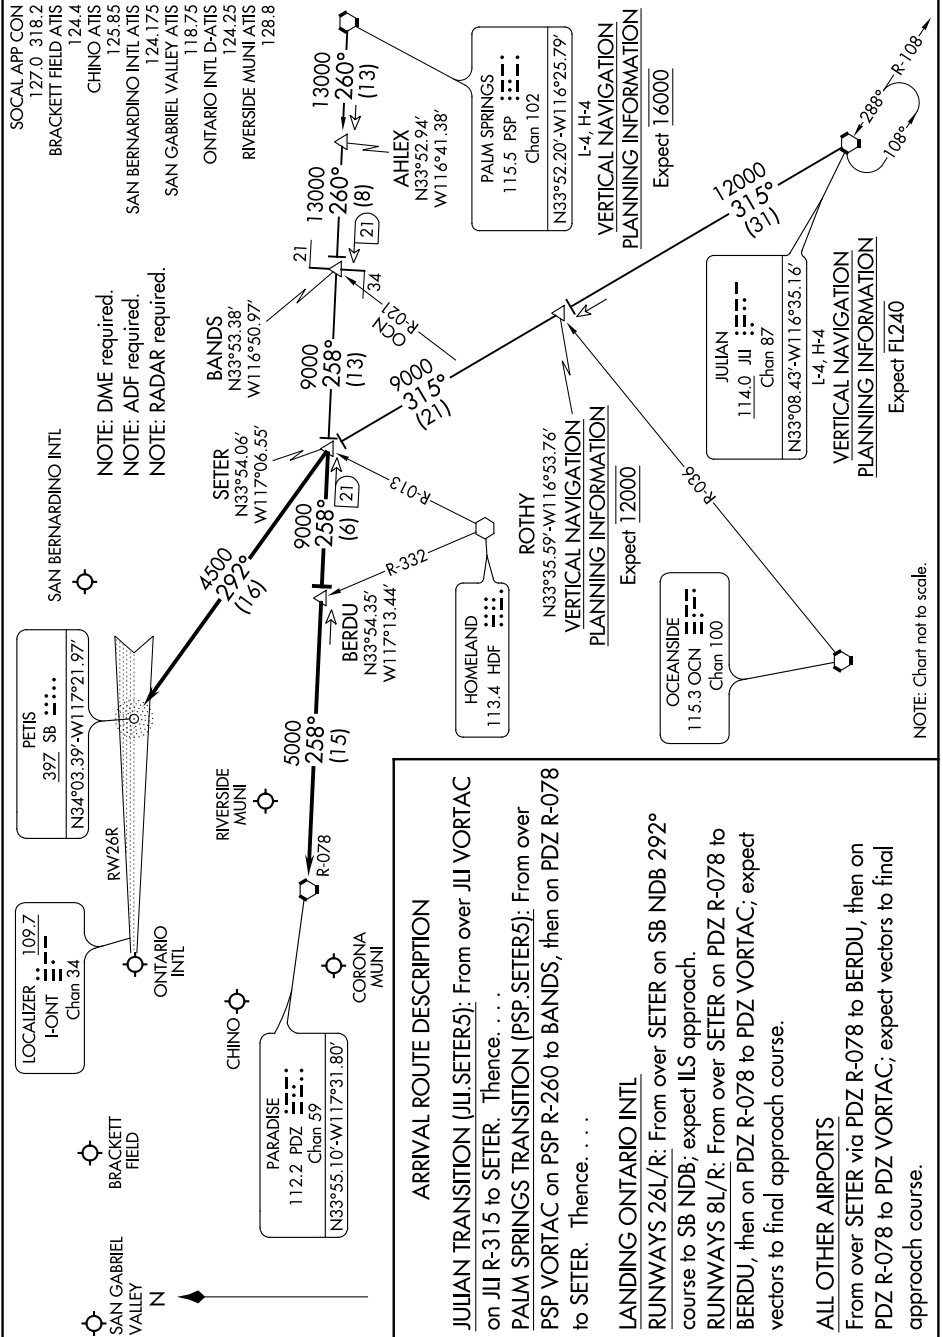 SOCAL APP CON
127.0 318.2
BRACKETT FIELD ATIS
124.4
CHINO ATIS
125.85
SAN BERNARDINO INTL ATIS
124.175
SAN GABRIEL VALLEY ATIS
118.75
ONTARIO INTL D-ATIS
124.25
RIVERSIDE MUNI ATIS
128.8
NOTE: DME required.
NOTE: ADF required.
NOTE: RADAR required.
SAN BERNARDINO INTL
PETIS
397 SB
N34°03.39'-W117°21.97'
LOCALIZER 109.7
I-ONT
Chan 34
RW26R
ONTARIO
INTL
BRACKETT
FIELD
SAN GABRIEL
VALLEY
N
CHINO
RIVERSIDE
MUNI
CORONA
MUNI
PARADISE
112.2 PDZ
Chan 59
N33°55.10'-W117°31.80'
R-078
5000
258°
(15)
4500
292°
(16)
BERDU
N33°54.35'
W117°13.44'
9000
258°
(6)
21
SETER
N33°54.06'
W117°06.55'
9000
258°
(13)
BANDS
N33°53.38'
W116°50.97'
21
34
21
13000
260°
(8)
AHLEX
N33°52.94'
W116°41.38'
13000
260°
(13)
PALM SPRINGS
115.5 PSP
Chan 102
N33°52.20'-W116°25.79'
L-4, H-4
VERTICAL NAVIGATION
PLANNING INFORMATION
Expect 16000
OCN
R-021
R-013
R-332
HOMELAND
113.4 HDF
9000
315°
(21)
ROTHY
N33°35.59'-W116°53.76'
VERTICAL NAVIGATION
PLANNING INFORMATION
Expect 12000
12000
315°
(31)
R-036
OCEANSIDE
115.3 OCN
Chan 100
JULIAN
114.0 JLI
Chan 87
N33°08.43'-W116°35.16'
L-4, H-4
VERTICAL NAVIGATION
PLANNING INFORMATION
Expect FL240
288°
R-108
108°
NOTE: Chart not to scale.
ARRIVAL ROUTE DESCRIPTION
JULIAN TRANSITION (JLI.SETER5): From over JLI VORTAC
on JLI R-315 to SETER. Thence. . . .
PALM SPRINGS TRANSITION (PSP.SETER5): From over
PSP VORTAC on PSP R-260 to BANDS, then on PDZ R-078
to SETER. Thence. . . .
LANDING ONTARIO INTL
RUNWAYS 26L/R: From over SETER on SB NDB 292°
course to SB NDB; expect ILS approach.
RUNWAYS 8L/R: From over SETER on PDZ R-078 to
BERDU, then on PDZ R-078 to PDZ VORTAC; expect
vectors to final approach course.
ALL OTHER AIRPORTS
From over SETER via PDZ R-078 to BERDU, then on
PDZ R-078 to PDZ VORTAC; expect vectors to final
approach course.